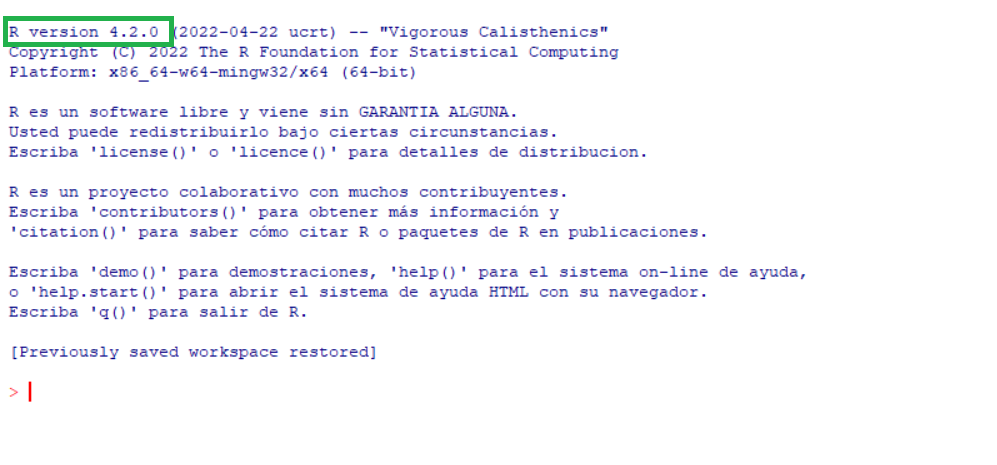 R version 4.2.0 (2022-04-22 ucrt) -- "Vigorous Calisthenics"
Copyright (C) 2022 The R Foundation for Statistical Computing
Platform: x86_64-w64-mingw32/x64 (64-bit)
R es un software libre y viene sin GARANTIA ALGUNA.
Usted puede redistribuirlo bajo ciertas circunstancias.
Escriba 'license()' o 'licence()' para detalles de distribucion.
R es un proyecto colaborativo con muchos contribuyentes.
Escriba 'contributors()' para obtener más información y
'citation()' para saber cómo citar R o paquetes de R en publicaciones.
Escriba 'demo()' para demostraciones, 'help()' para el sistema on-line de ayuda,
o 'help.start()' para abrir el sistema de ayuda HTML con su navegador.
Escriba 'q()' para salir de R.
[Previously saved workspace restored]
>